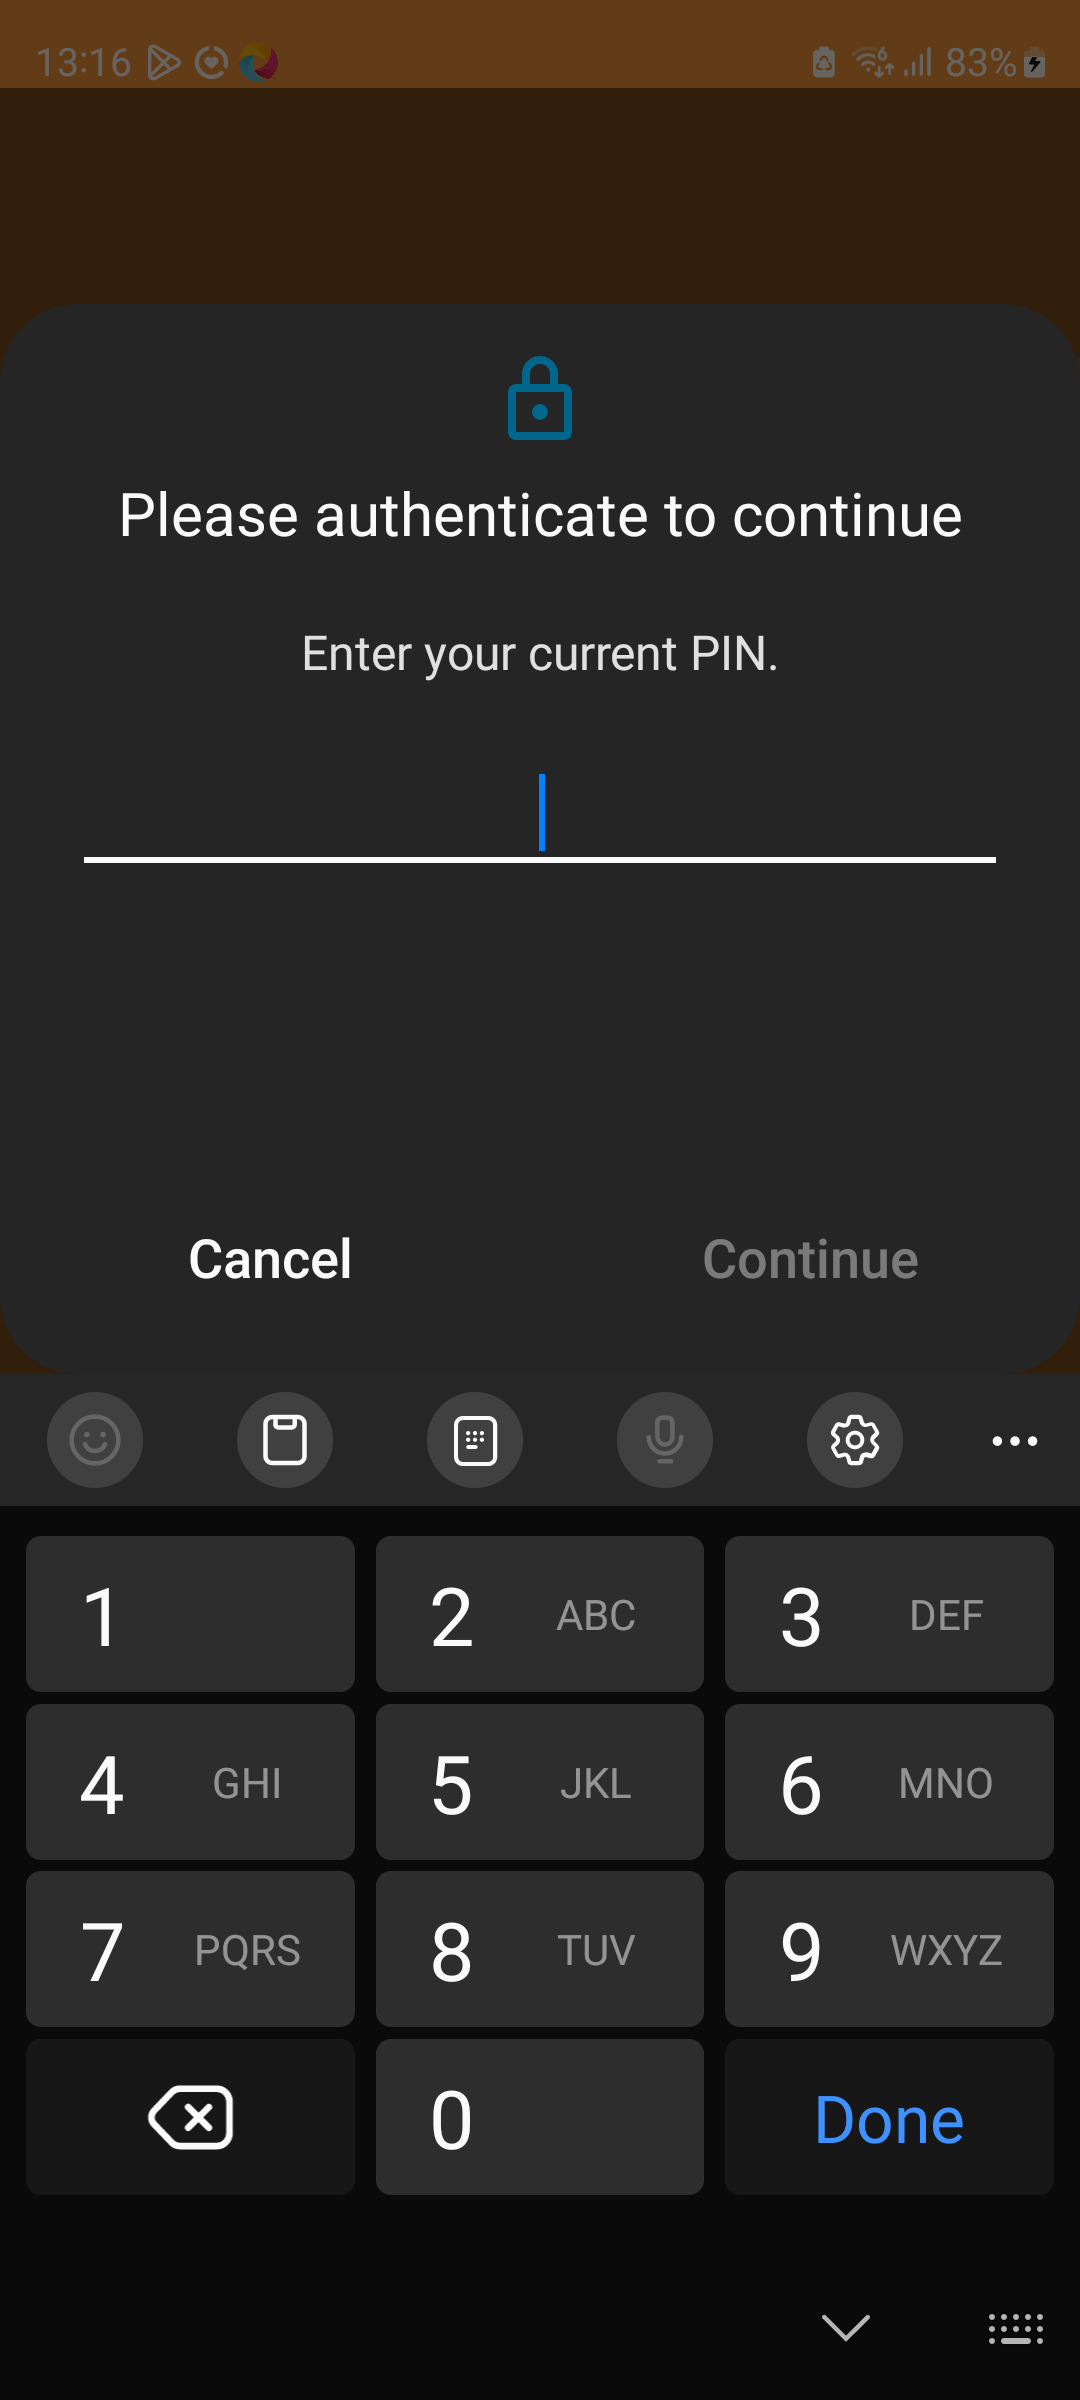 13:16 83%
Please authenticate to continue
Enter your current PIN.
Cancel Continue
1 2 ABC 3 DEF
4 GHI 5 JKL 6 MNO
7 PQRS 8 TUV 9 WXYZ
0 Done